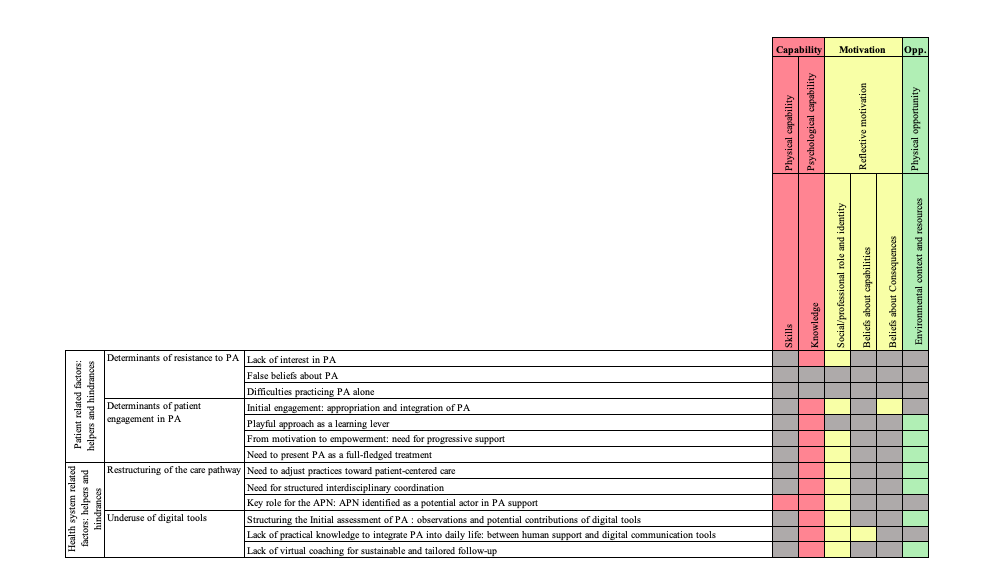 Capability Motivation Opp.
Physical capability
Psychological capability
Reflective motivation
Physical opportunity
Skills
Knowledge
Social/professional role and identity
Beliefs about capabilities
Beliefs about Consequences
Environmental context and resources
Patient related factors:
helpers and hindrances
Determinants of resistance to PA
Lack of interest in PA
False beliefs about PA
Difficulties practicing PA alone
Determinants of patient
engagement in PA
Initial engagement: appropriation and integration of PA
Playful approach as a learning lever
From motivation to empowerment: need for progressive support
Need to present PA as a full-fledged treatment
Health system related
factors: helpers and
hindrances
Restructuring of the care pathway
Need to adjust practices toward patient-centered care
Need for structured interdisciplinary coordination
Key role for the APN: APN identified as a potential actor in PA support
Underuse of digital tools
Structuring the Initial assessment of PA : observations and potential contributions of digital tools
Lack of practical knowledge to integrate PA into daily life: between human support and digital communication tools
Lack of virtual coaching for sustainable and tailored follow-up